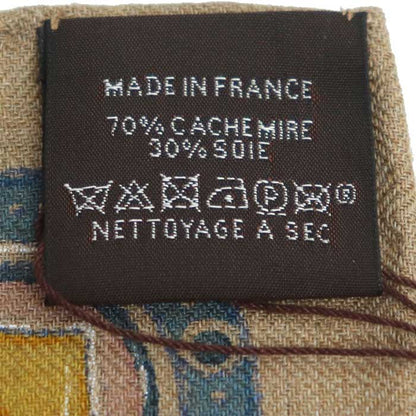 MADE IN FRANCE
70% CACHEMIRE
30% SOIE
P ®
NETTOYAGE A SEC